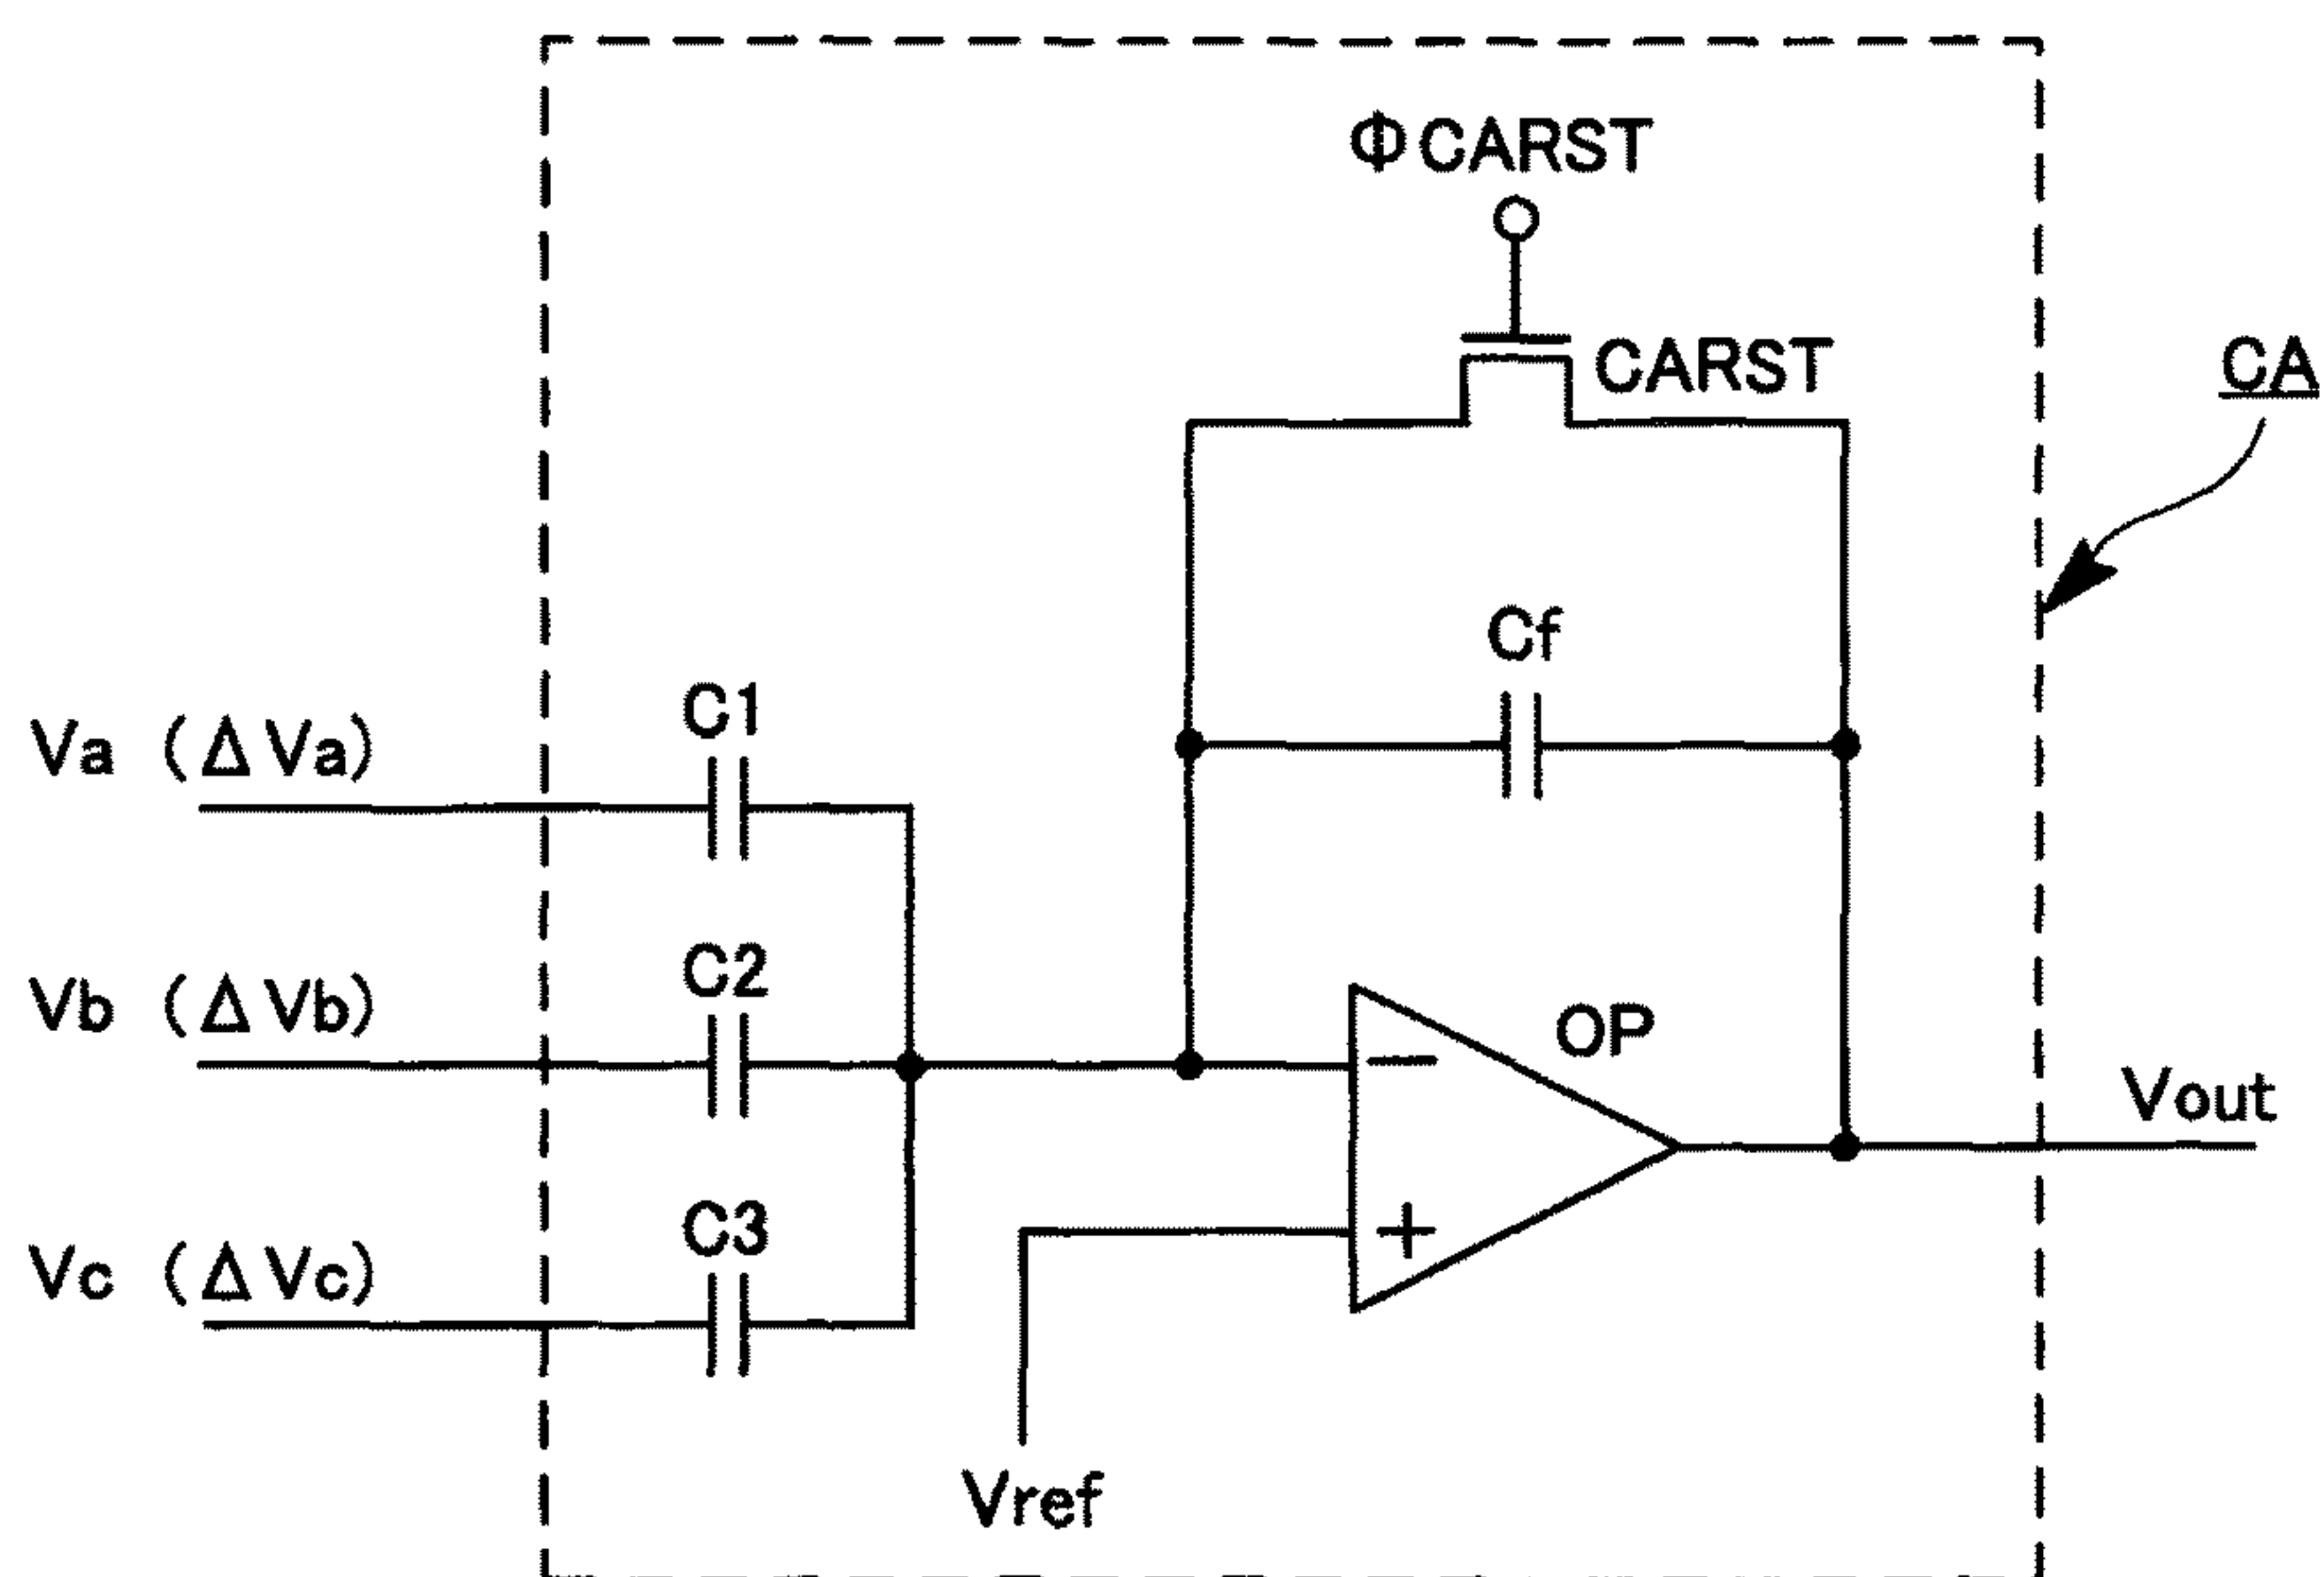 ΦCARST
CARST
CA
Cf
C1
Va (ΔVa)
C2
Vb (ΔVb)
OP
−
Vout
C3
+
Vc (ΔVc)
Vref